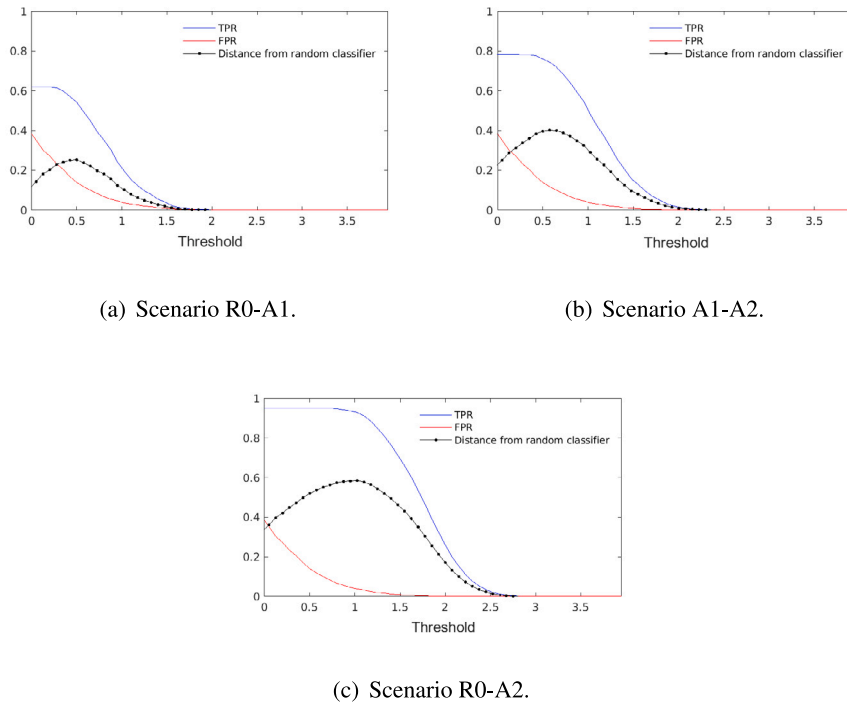 1
0.8
0.6
0.4
0.2
0
0 0.5 1 1.5 2 2.5 3 3.5
Threshold
TPR
FPR
Distance from random classifier
(a) Scenario R0-A1.
1
0.8
0.6
0.4
0.2
0
0 0.5 1 1.5 2 2.5 3 3.5
Threshold
TPR
FPR
Distance from random classifier
(b) Scenario A1-A2.
1
0.8
0.6
0.4
0.2
0
0 0.5 1 1.5 2 2.5 3 3.5
Threshold
TPR
FPR
Distance from random classifier
(c) Scenario R0-A2.